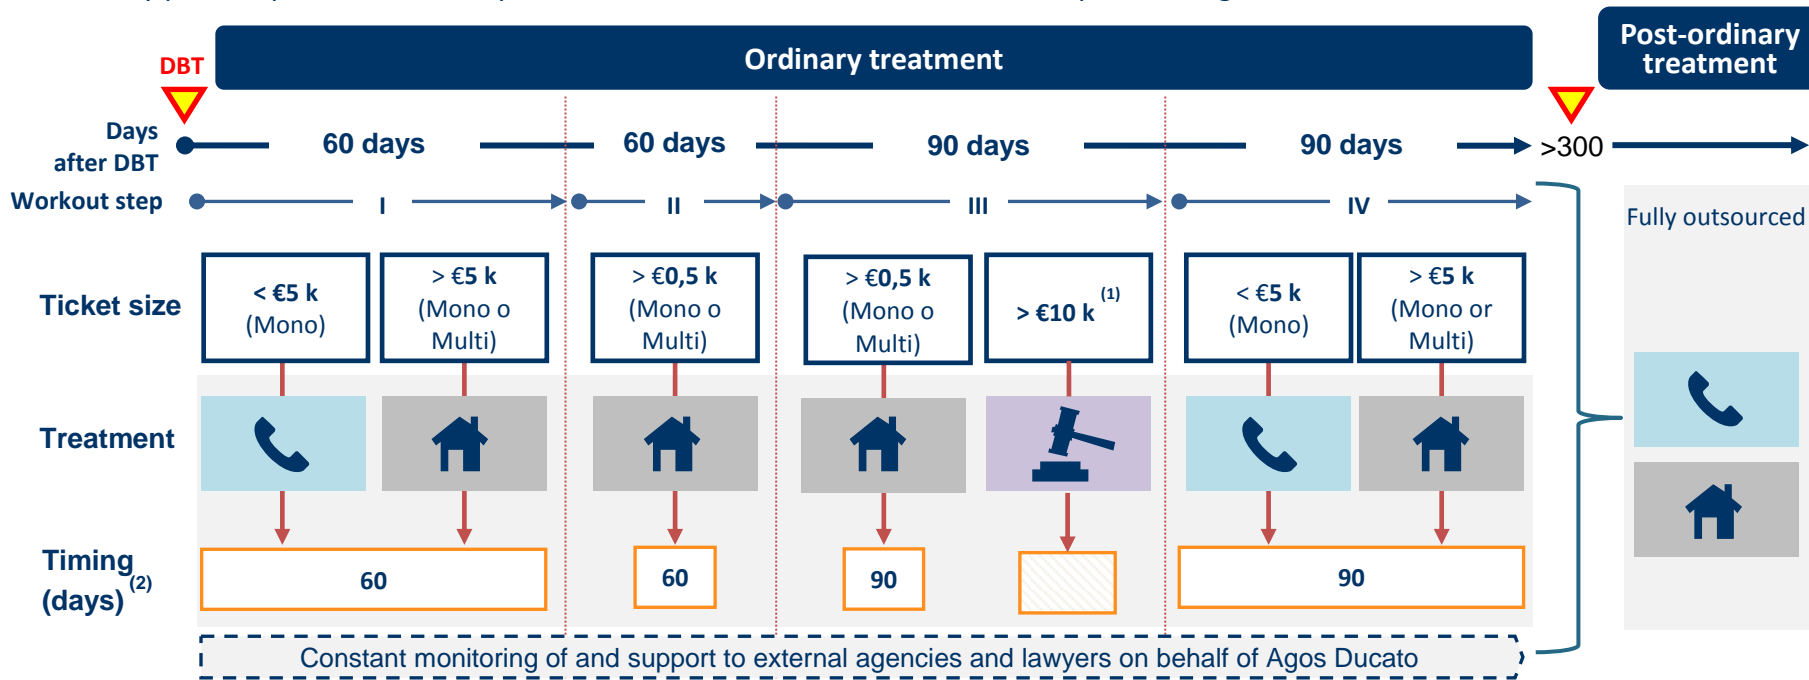 Ordinary treatment
Post-ordinary
treatment
DBT
Days
after DBT
60 days
60 days
90 days
90 days
>300
Workout step
I
II
III
IV
Fully outsourced
Ticket size
< €5 k
(Mono)
> €5 k
(Mono o
Multi)
> €0,5 k
(Mono o
Multi)
> €0,5 k
(Mono o
Multi)
> €10 k (1)
< €5 k
(Mono)
> €5 k
(Mono or
Multi)
Treatment
Timing
(days) (2)
60
60
90
90
Constant monitoring of and support to external agencies and lawyers on behalf of Agos Ducato